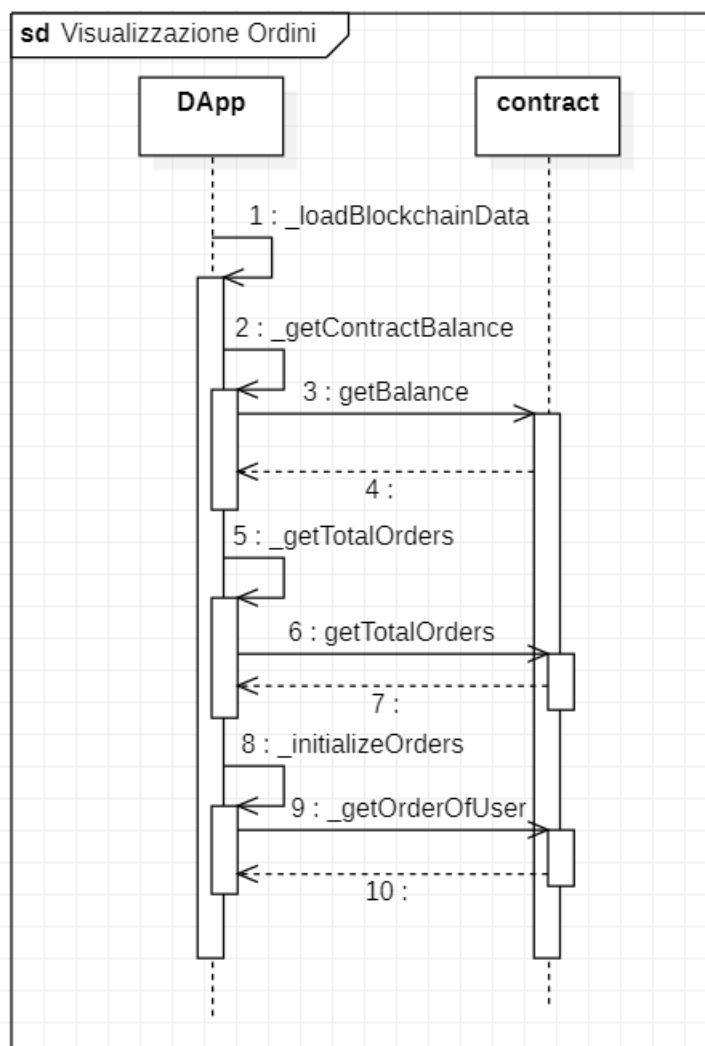 sd Visualizzazione Ordini
DApp
contract
1 : _loadBlockchainData
2 : _getContractBalance
3 : getBalance
4 :
5 : _getTotalOrders
6 : getTotalOrders
7 :
8 : _initializeOrders
9 : _getOrderOfUser
10 :